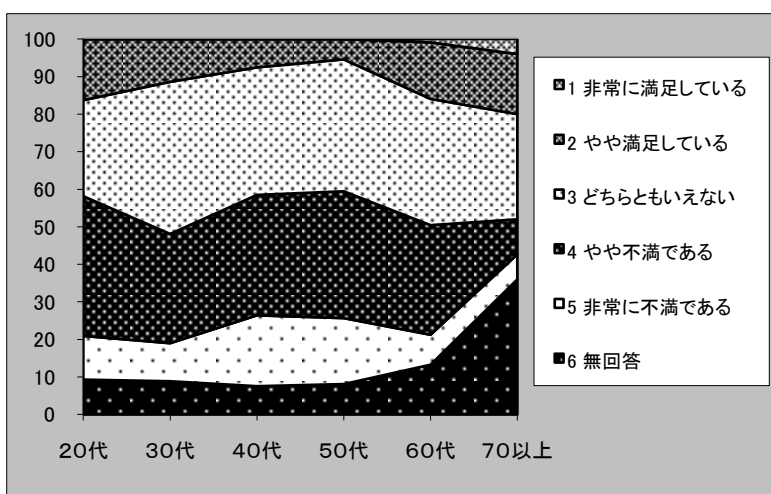 100
90
80
70
60
50
40
30
20
10
0
20代 30代 40代 50代 60代 70以上
1 非常に満足している
2 やや満足している
3 どちらともいえない
4 やや不満である
5 非常に不満である
6 無回答